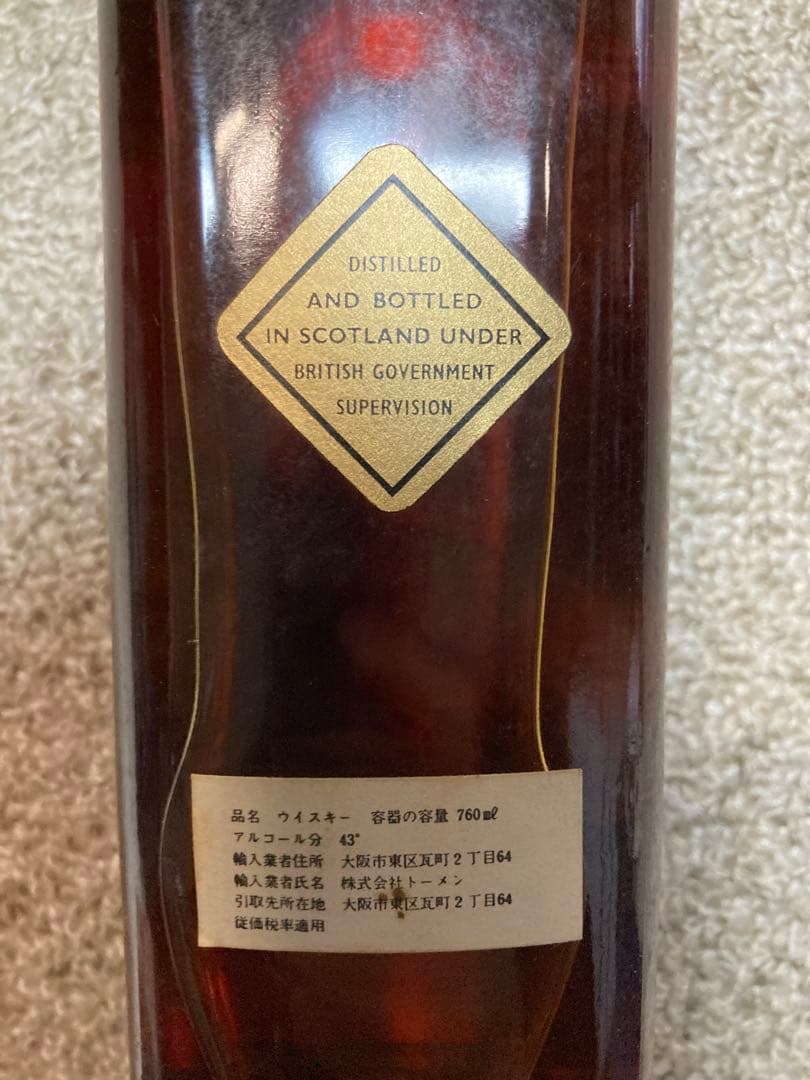 DISTILLED
AND BOTTLED
IN SCOTLAND UNDER
BRITISH GOVERNMENT
SUPERVISION
品名 ウイスキー 容器の容量 760㎖
アルコール分 43°
輸入業者住所 大阪市東区瓦町2丁目64
輸入業者氏名 株式会社トーメン
引取先所在地 大阪市東区瓦町2丁目64
従価税率適用